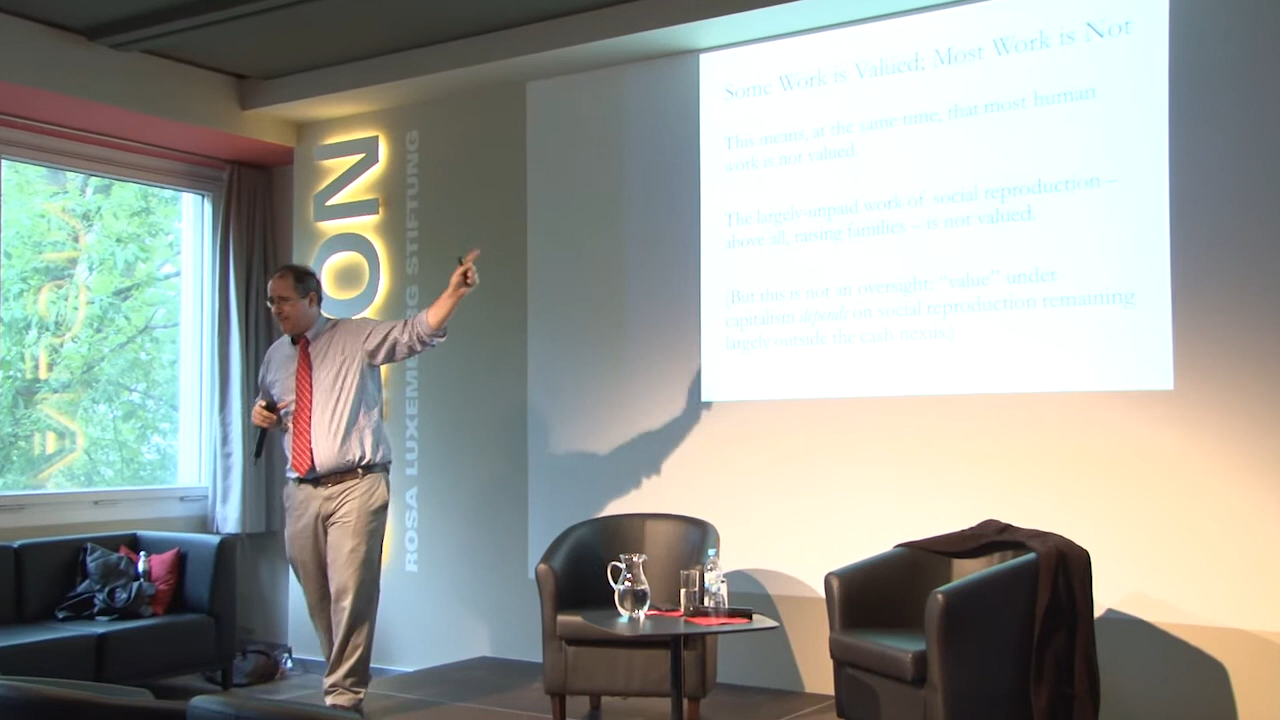 ON
ROSA LUXEMBURG STIFTUNG
Some Work is Valued; Most Work is Not
This means, at the same time, that most human
work is not valued.
The largely-unpaid work of social reproduction –
above all, raising families – is not valued.
(But this is not an oversight: "value" under
capitalism depends on social reproduction remaining
largely outside the cash nexus.)